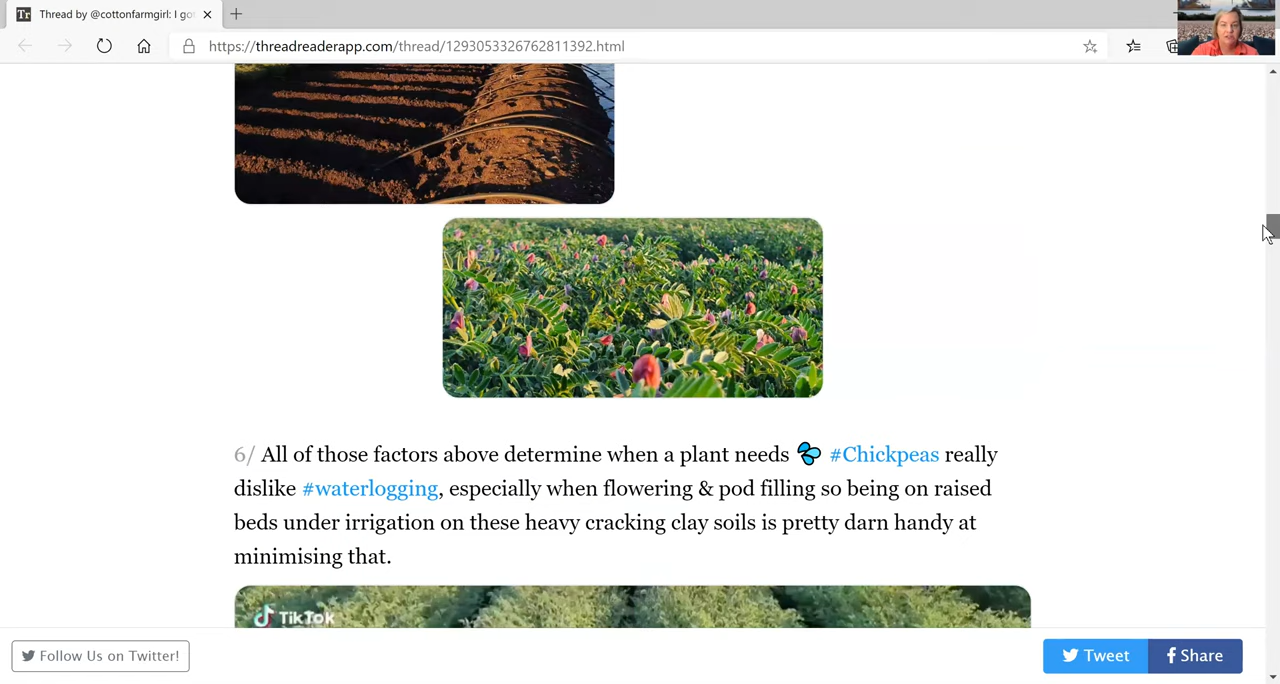 Thread by @cottonfarmgirl: I go
https://threadreaderapp.com/thread/1293053326762811392.html
6/ All of those factors above determine when a plant needs 💦 #Chickpeas really
dislike #waterlogging, especially when flowering & pod filling so being on raised
beds under irrigation on these heavy cracking clay soils is pretty darn handy at
minimising that.
TikTok
Follow Us on Twitter!
Tweet
Share